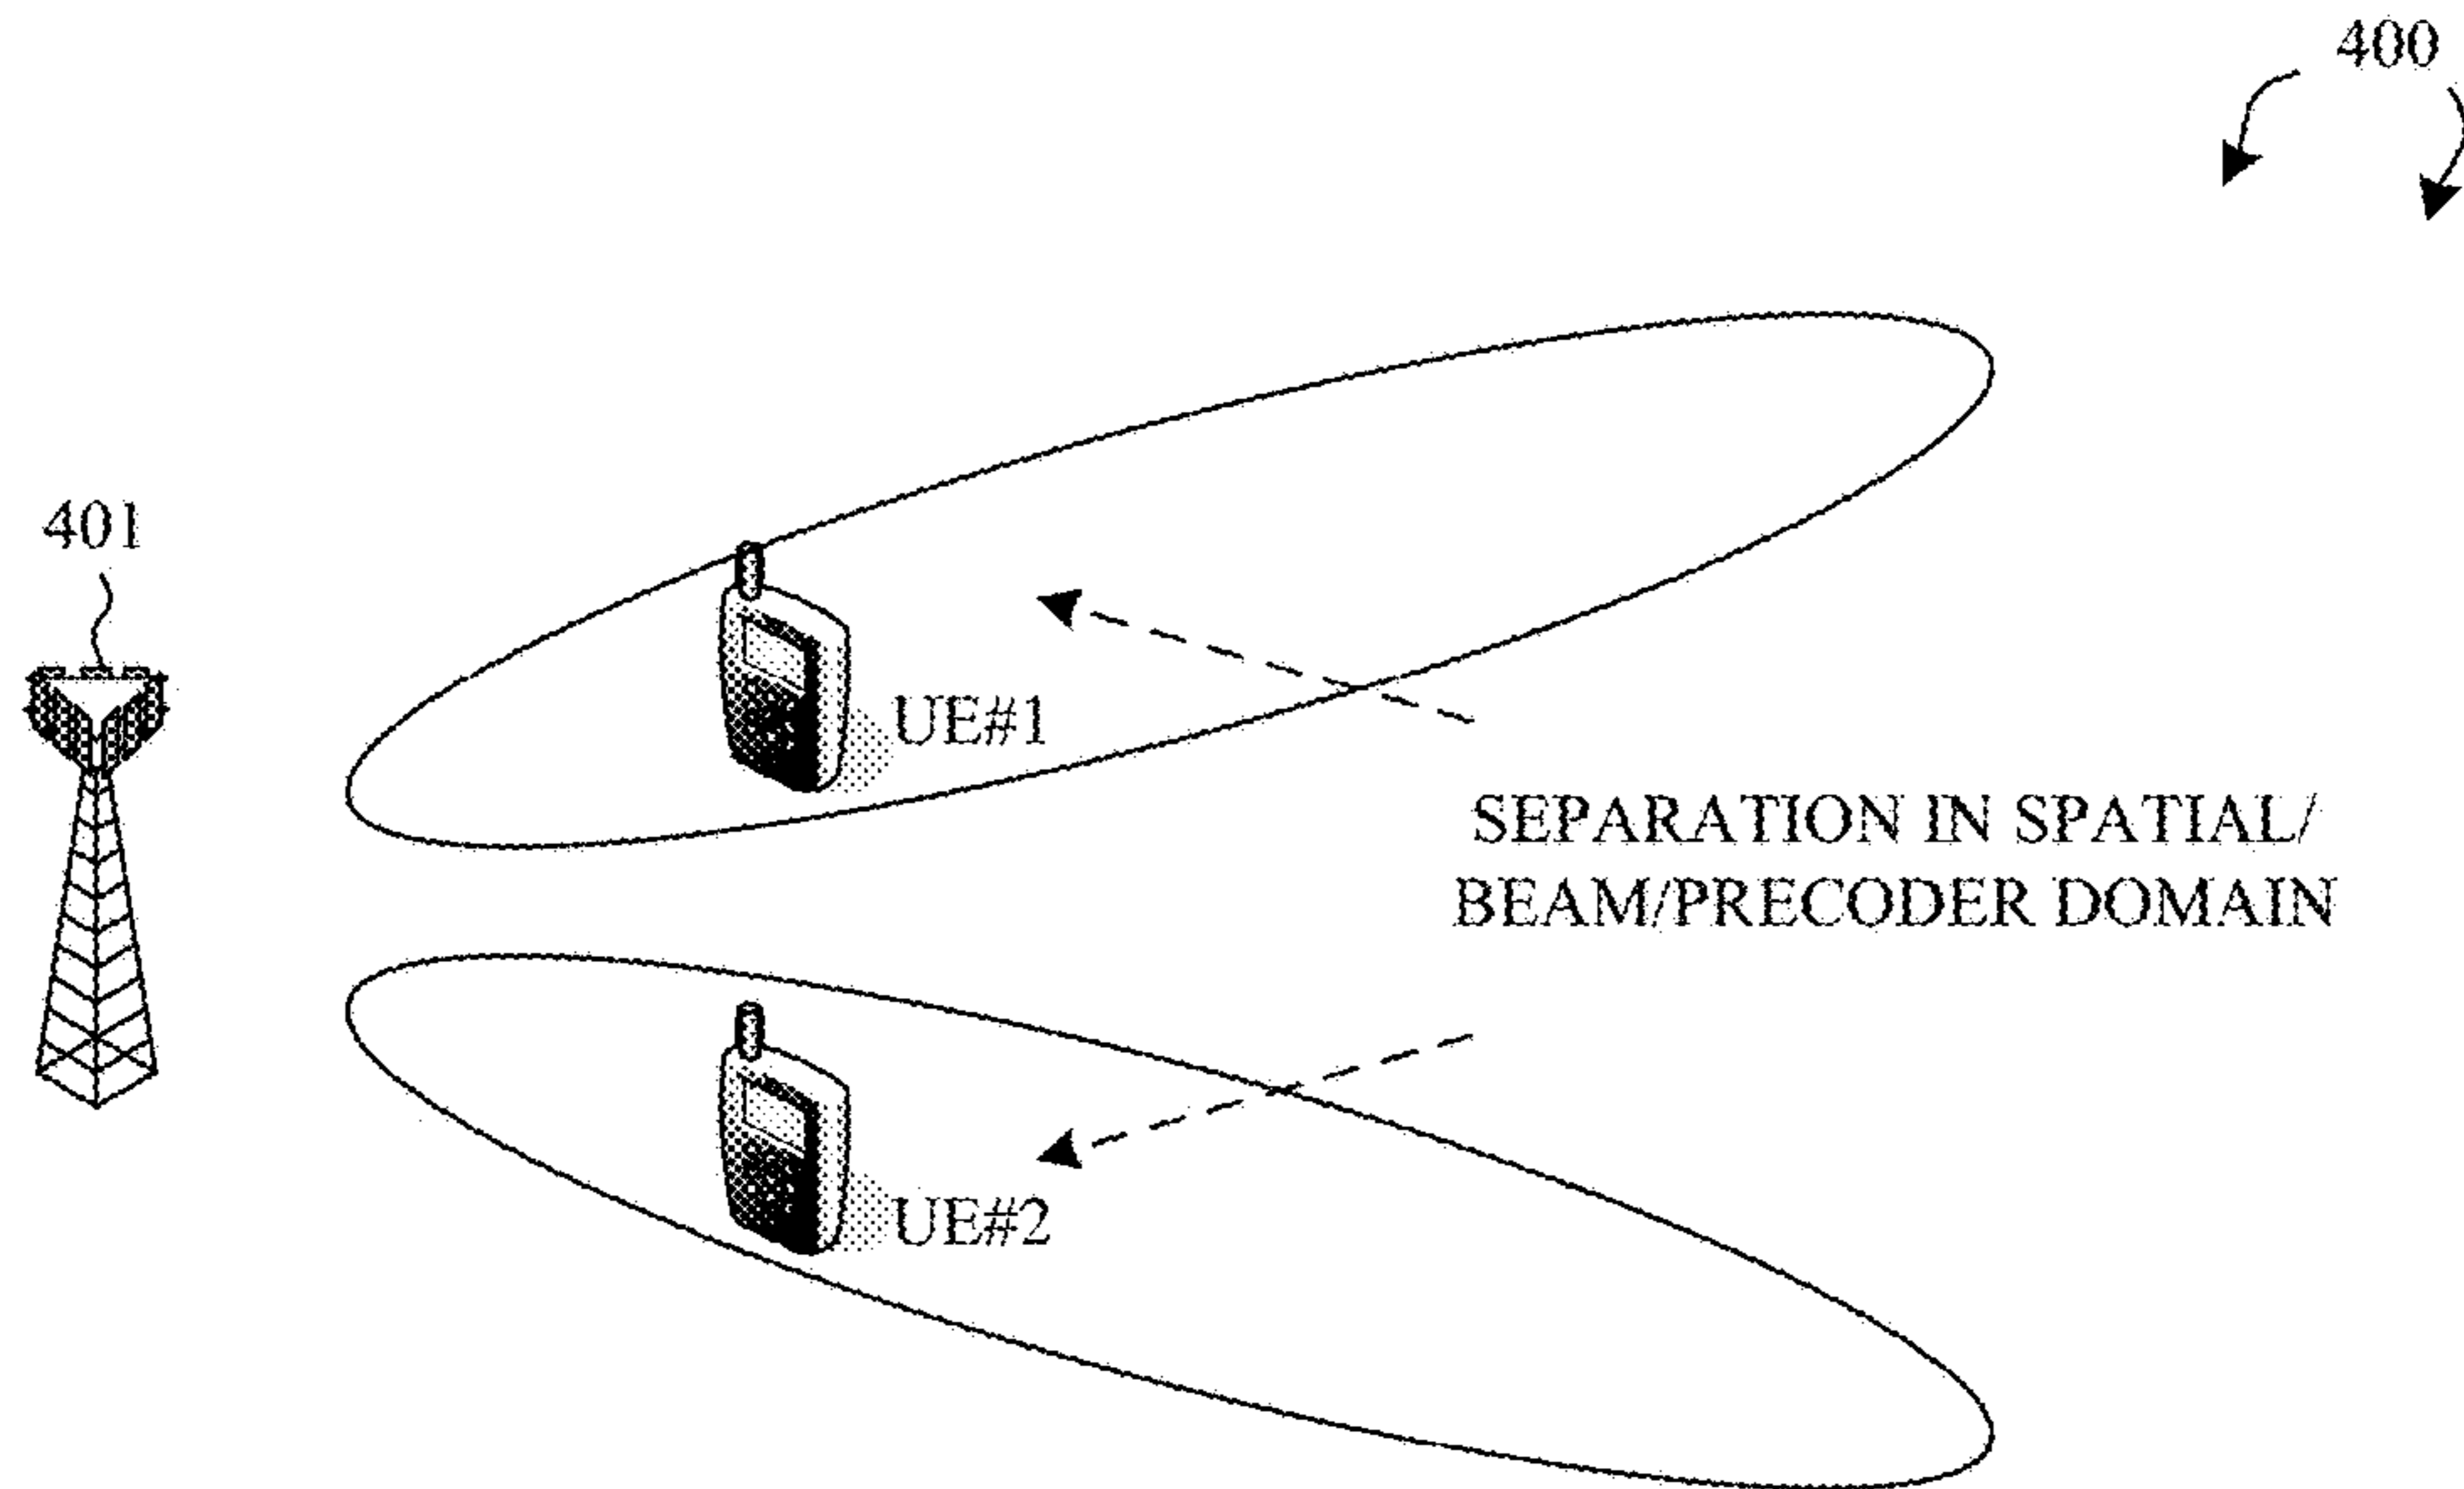 400
401
UE#1
SEPARATION IN SPATIAL/
BEAM/PRECODER DOMAIN
UE#2